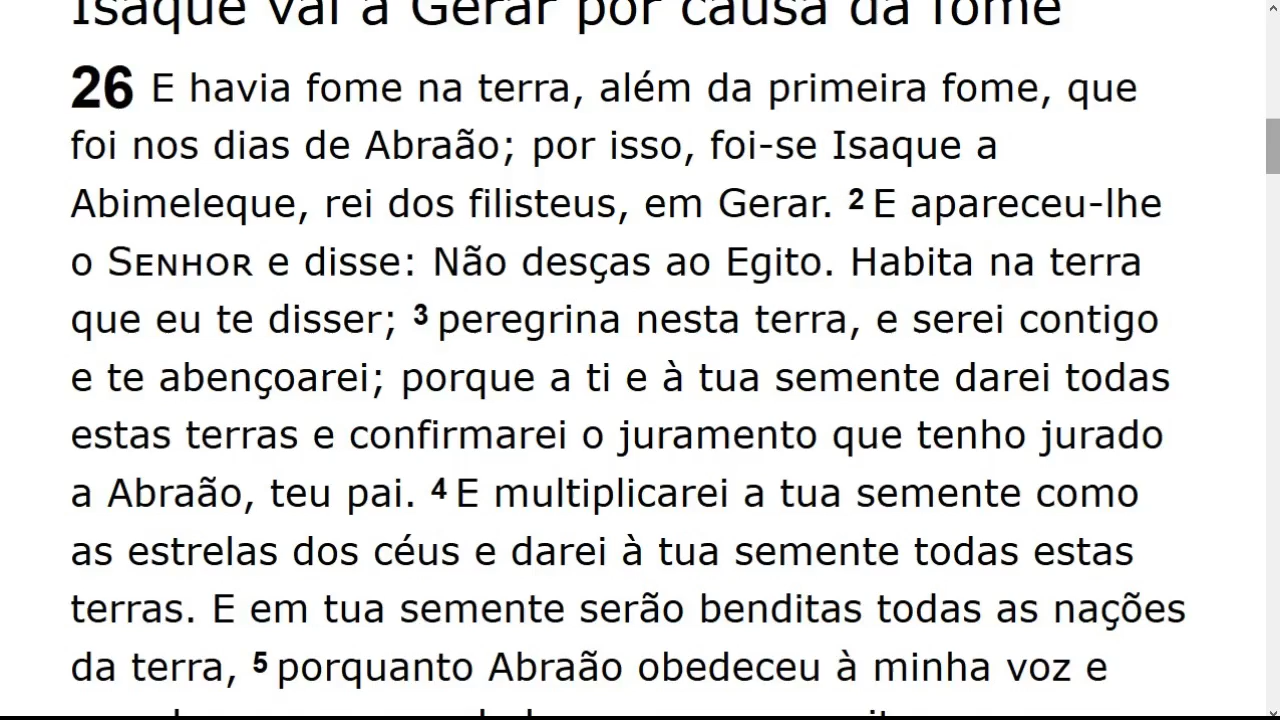 Isaque vai a Gerar por causa da fome
26 E havia fome na terra, além da primeira fome, que
foi nos dias de Abraão; por isso, foi-se Isaque a
Abimeleque, rei dos filisteus, em Gerar. 2 E apareceu-lhe
o SENHOR e disse: Não desças ao Egito. Habita na terra
que eu te disser; 3 peregrina nesta terra, e serei contigo
e te abençoarei; porque a ti e à tua semente darei todas
estas terras e confirmarei o juramento que tenho jurado
a Abraão, teu pai. 4 E multiplicarei a tua semente como
as estrelas dos céus e darei à tua semente todas estas
terras. E em tua semente serão benditas todas as nações
da terra, 5 porquanto Abraão obedeceu à minha voz e